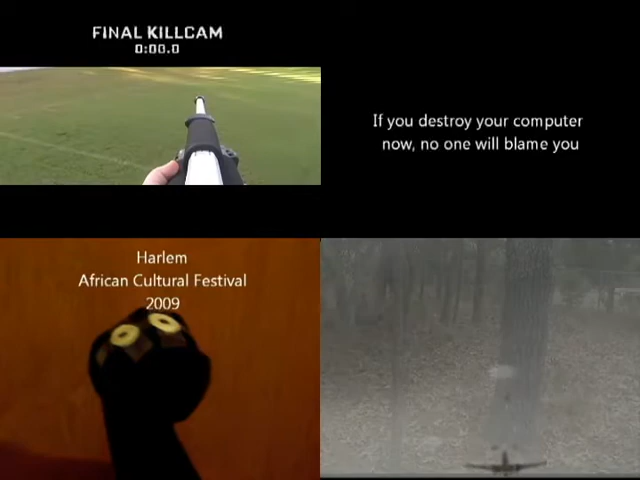 FINAL KILLCAM
0:00.0
If you destroy your computer
now, no one will blame you
Harlem
African Cultural Festival
2009